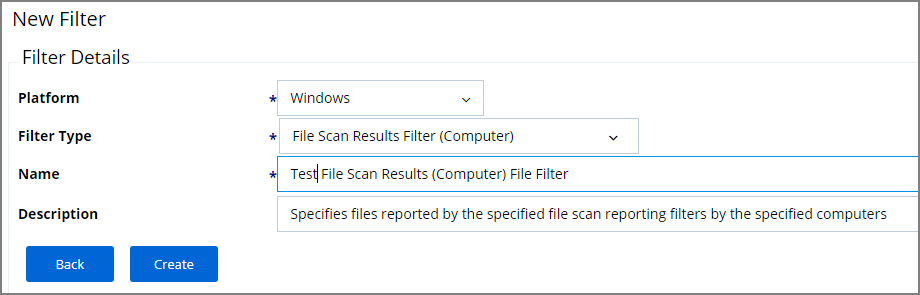 New Filter
Filter Details
Platform * Windows
Filter Type * File Scan Results Filter (Computer)
Name * Test File Scan Results (Computer) File Filter
Description Specifies files reported by the specified file scan reporting filters by the specified computers
Back Create